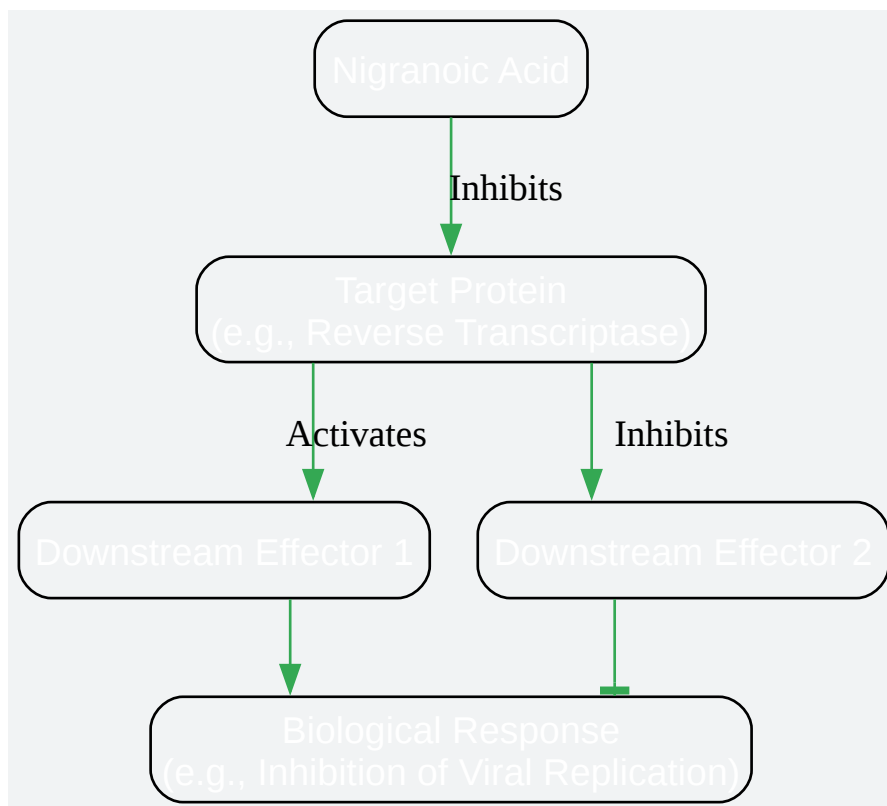 Nigranoic Acid
Inhibits
Target Protein
(e.g., Reverse Transcriptase)
Activates
Inhibits
Downstream Effector 1
Downstream Effector 2
Biological Response
(e.g., Inhibition of Viral Replication)